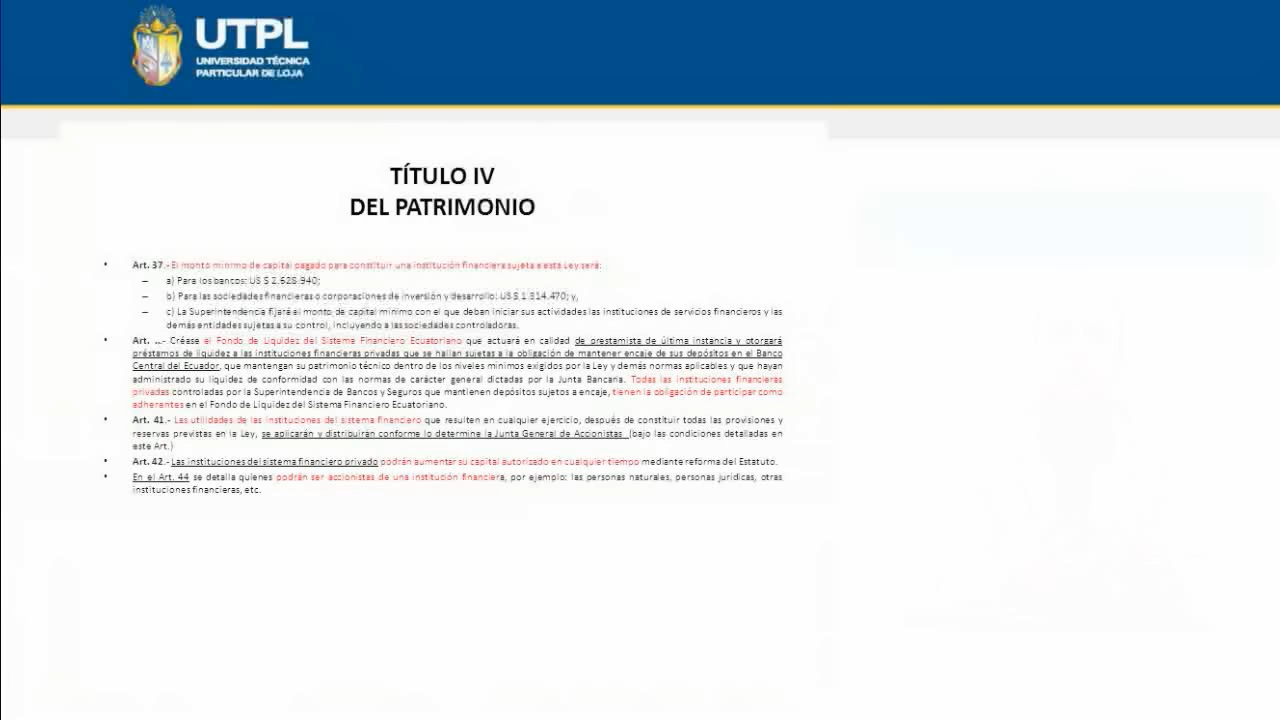 UTPL
UNIVERSIDAD TÉCNICA
PARTICULAR DE LOJA
TÍTULO IV
DEL PATRIMONIO
• Art. 37.- El monto mínimo de capital pagado para constituir una institución financiera sujeta a esta Ley será:
– a) Para los bancos: US $ 2.628.940;
– b) Para las sociedades financieras o corporaciones de inversión y desarrollo: US $ 1.314.470; y,
– c) La Superintendencia fijará el monto de capital mínimo con el que deban iniciar sus actividades las instituciones de servicios financieros y las
demás entidades sujetas a su control, incluyendo a las sociedades controladoras.
• Art. ...- Créase el Fondo de Liquidez del Sistema Financiero Ecuatoriano que actuará en calidad de prestamista de última instancia y otorgará
préstamos de liquidez a las instituciones financieras privadas que se hallan sujetas a la obligación de mantener encaje de sus depósitos en el Banco
Central del Ecuador, que mantengan su patrimonio técnico dentro de los niveles mínimos exigidos por la Ley y demás normas aplicables y que hayan
administrado su liquidez de conformidad con las normas de carácter general dictadas por la Junta Bancaria. Todas las instituciones financieras
privadas controladas por la Superintendencia de Bancos y Seguros que mantienen depósitos sujetos a encaje, tienen la obligación de participar como
adherentes en el Fondo de Liquidez del Sistema Financiero Ecuatoriano.
• Art. 41.- Las utilidades de las instituciones del sistema financiero que resulten en cualquier ejercicio, después de constituir todas las provisiones y
reservas previstas en la Ley, se aplicarán y distribuirán conforme lo determine la Junta General de Accionistas (bajo las condiciones detalladas en
este Art.)
• Art. 42.- Las instituciones del sistema financiero privado podrán aumentar su capital autorizado en cualquier tiempo mediante reforma del Estatuto.
• En el Art. 44 se detalla quienes podrán ser accionistas de una institución financiera, por ejemplo: las personas naturales, personas jurídicas, otras
instituciones financieras, etc.